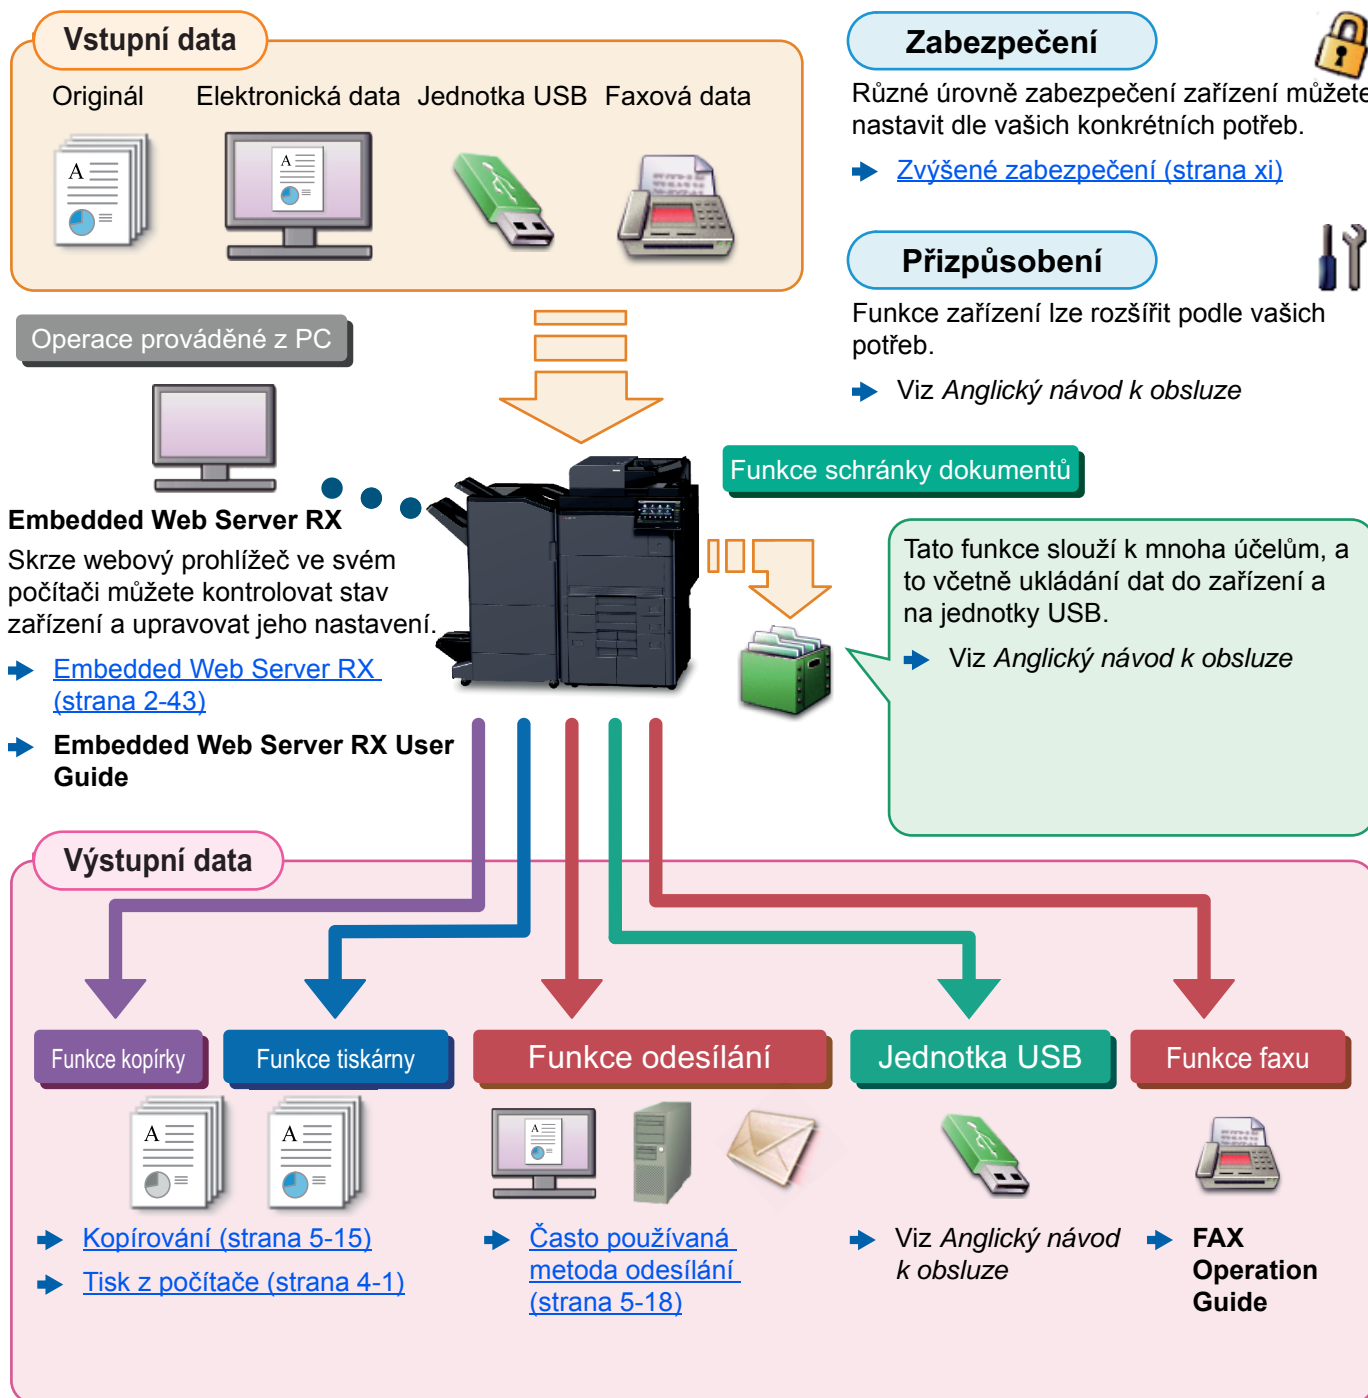 Vstupní data
Originál
Elektronická data
Jednotka USB
Faxová data
Zabezpečení
Různé úrovně zabezpečení zařízení můžete
nastavit dle vašich konkrétních potřeb.
Zvýšené zabezpečení (strana xi)
Přizpůsobení
Funkce zařízení lze rozšířit podle vašich
potřeb.
Viz Anglický návod k obsluze
Operace prováděné z PC
Embedded Web Server RX
Skrze webový prohlížeč ve svém
počítači můžete kontrolovat stav
zařízení a upravovat jeho nastavení.
Embedded Web Server RX
(strana 2-43)
Embedded Web Server RX User
Guide
Funkce schránky dokumentů
Tato funkce slouží k mnoha účelům, a
to včetně ukládání dat do zařízení a
na jednotky USB.
Viz Anglický návod k obsluze
Výstupní data
Funkce kopírky
Funkce tiskárny
Funkce odesílání
Jednotka USB
Funkce faxu
Kopírování (strana 5-15)
Tisk z počítače (strana 4-1)
Často používaná
metoda odesílání
(strana 5-18)
Viz Anglický návod
k obsluze
FAX
Operation
Guide